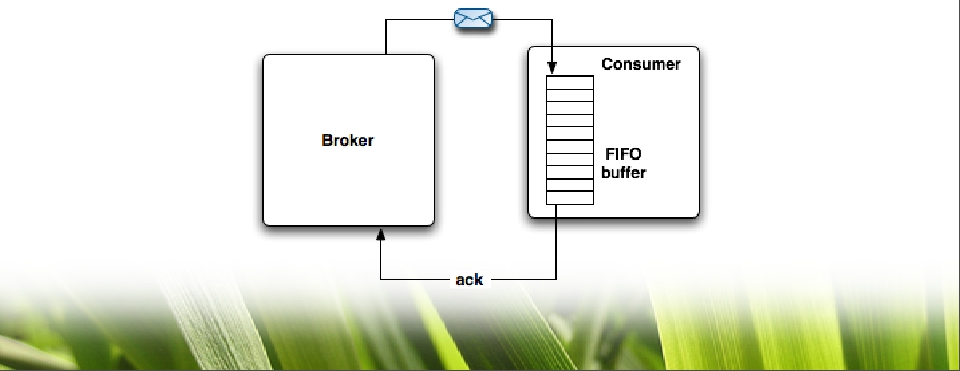 Consumer
Broker
FIFO
buffer
ack